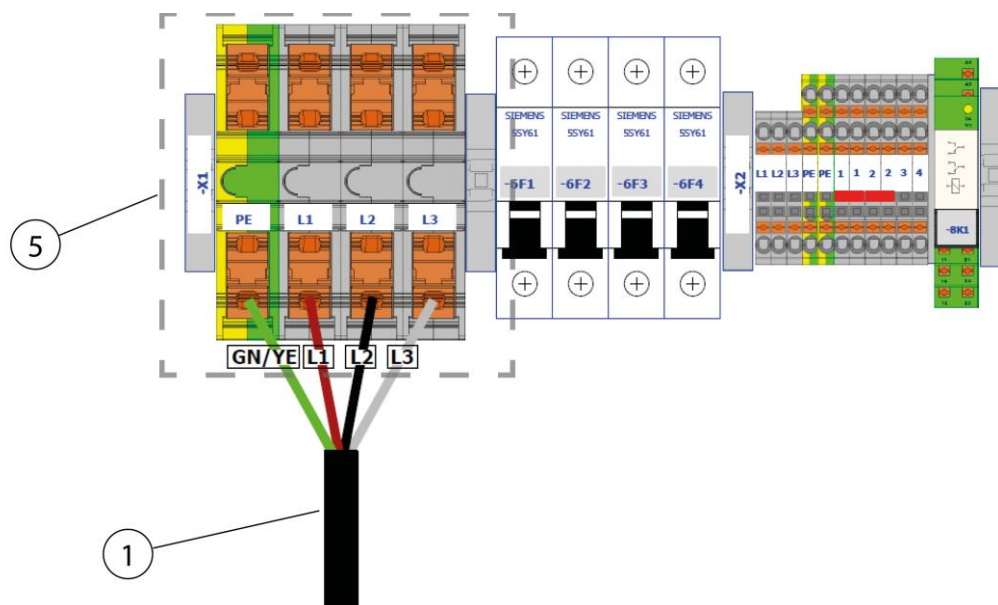 -X1
PE
L1
L2
L3
GN/YE
L1
L2
L3
5
1
SIEMENS
5SY61
-6F1
SIEMENS
5SY61
-6F2
SIEMENS
5SY61
-6F3
SIEMENS
5SY61
-6F4
-X2
L1 L2 L3 PE PE 1 1 2 2 3 4
-8K1